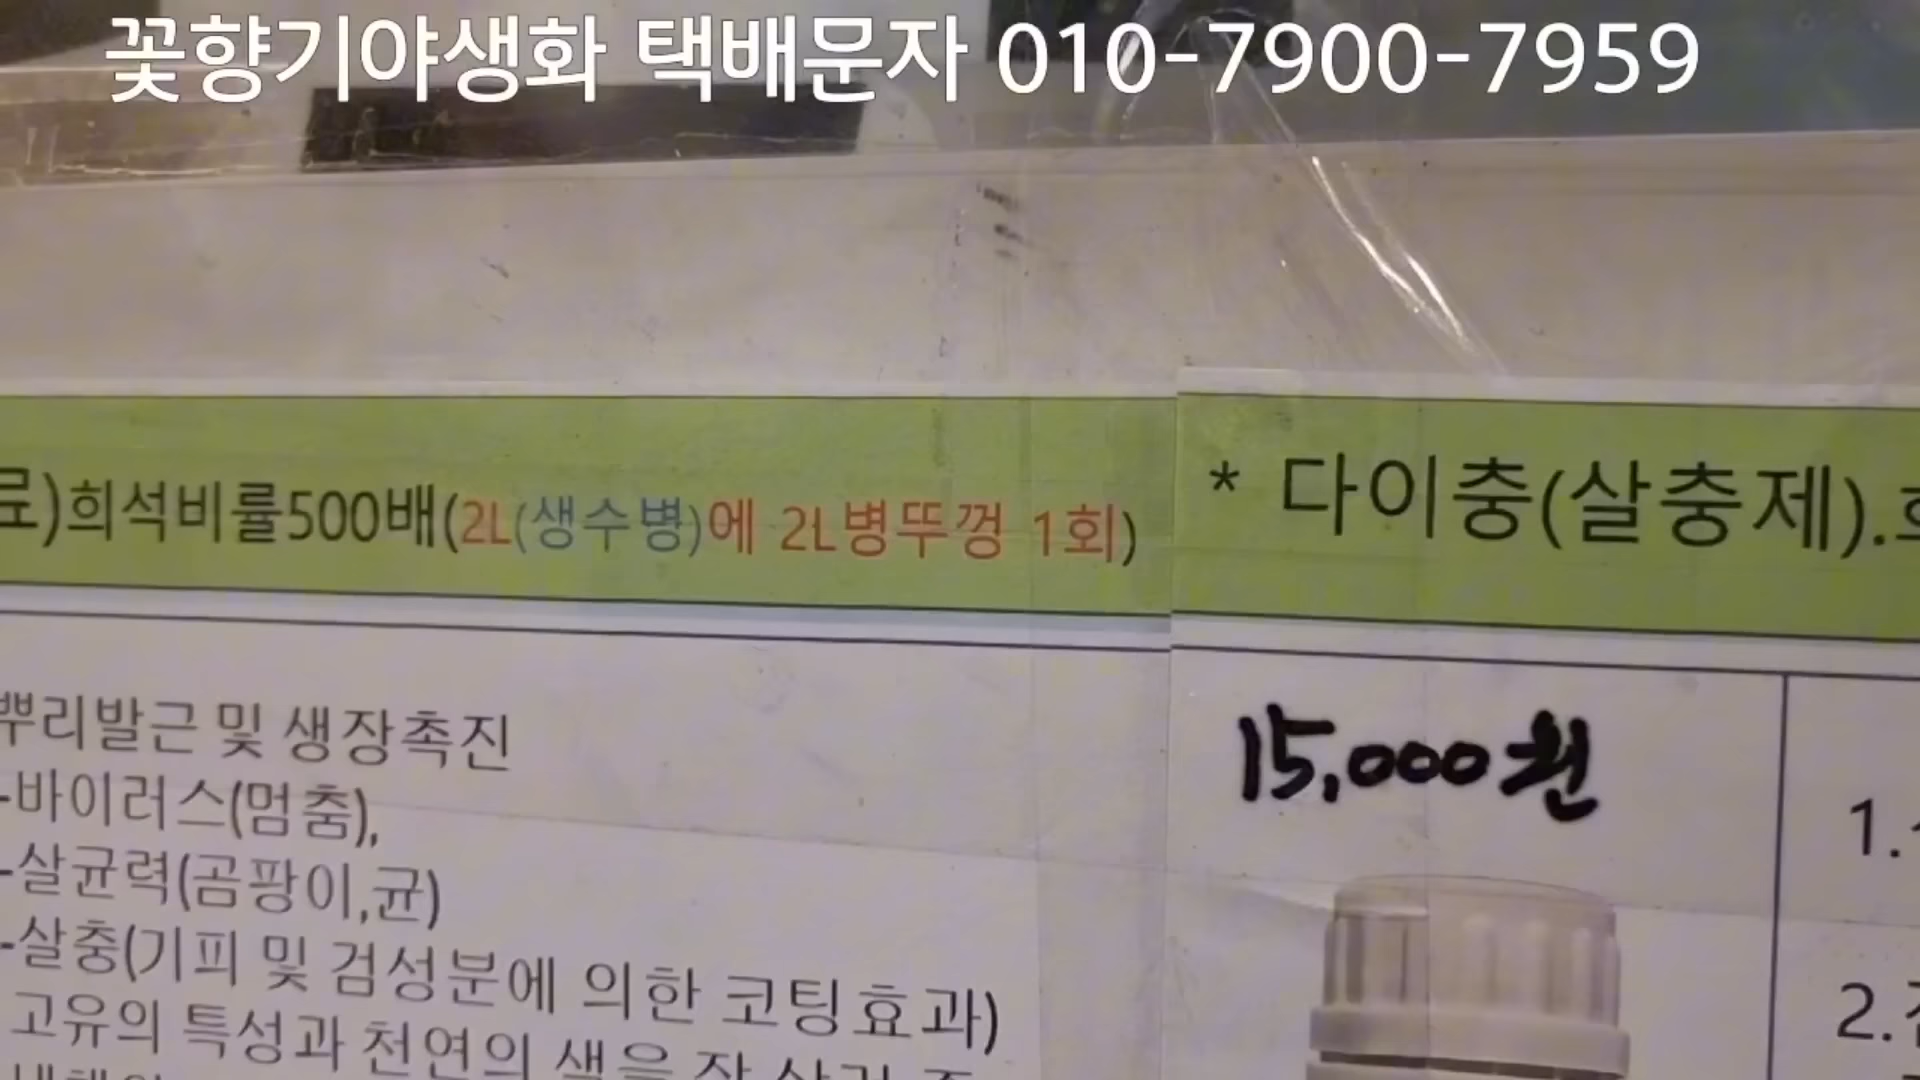 꽃향기야생화 택배문자 010-7900-7959
료)희석비률500배(2L(생수병)에 2L병뚜껑 1회)
* 다이충(살충제).희
뿌리발근 및 생장촉진
-바이러스(멈춤),
-살균력(곰팡이,균)
-살충(기피 및 검성분에 의한 코팅효과)
고유의 특성과 천연의 색을 잘 살려
15,000원
1.
2.